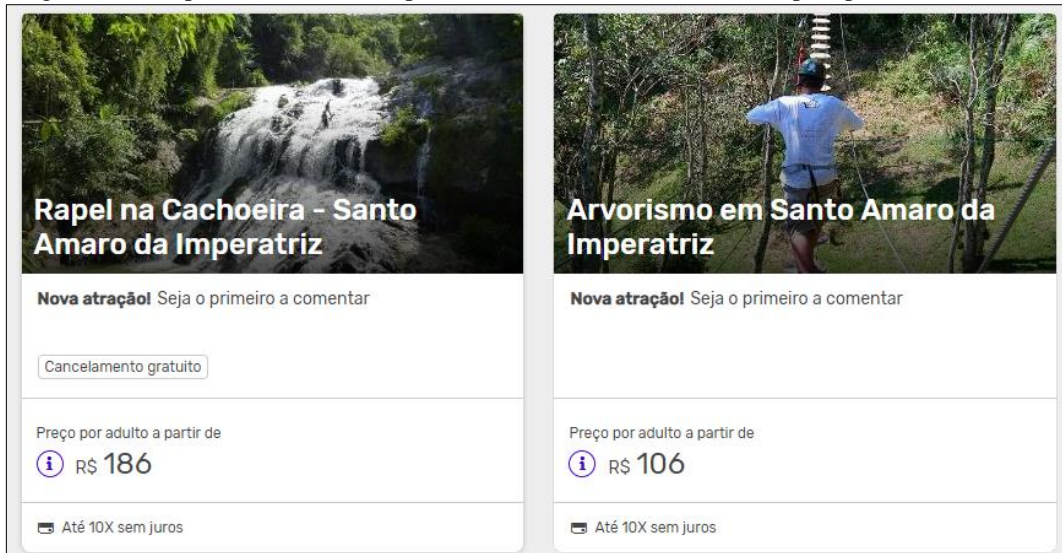 Rapel na Cachoeira - Santo
Amaro da Imperatriz
Nova atração! Seja o primeiro a comentar
Cancelamento gratuito
Preço por adulto a partir de
R$ 186
Até 10X sem juros
Arvorismo em Santo Amaro da
Imperatriz
Nova atração! Seja o primeiro a comentar
Preço por adulto a partir de
R$ 106
Até 10X sem juros